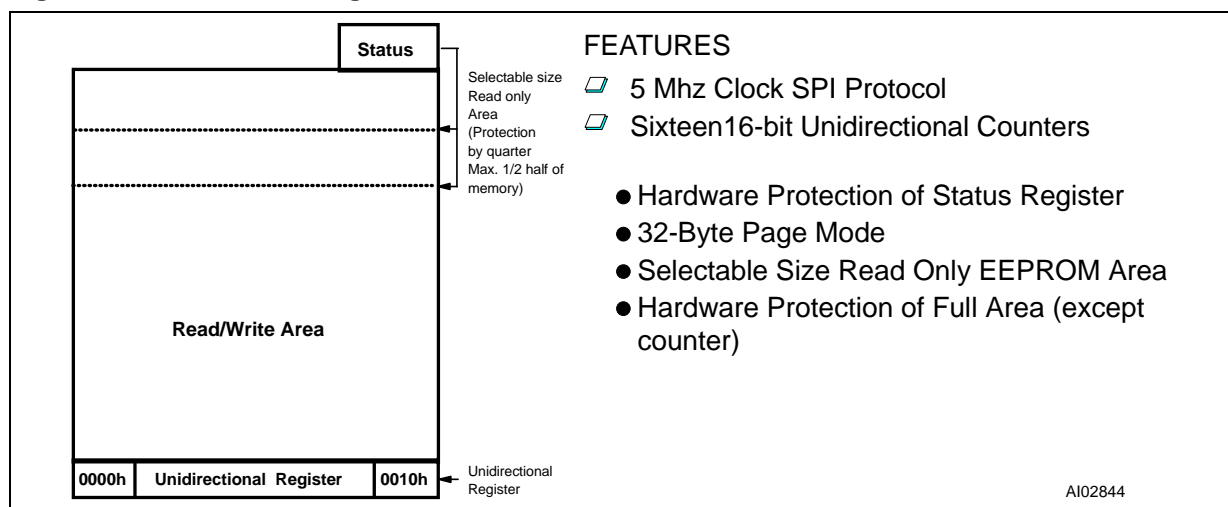 Status
Selectable size
Read only
Area
(Protection
by quarter
Max. 1/2 half of
memory)
Read/Write Area
0000h Unidirectional Register 0010h
Unidirectional
Register
FEATURES
5 Mhz Clock SPI Protocol
Sixteen16-bit Unidirectional Counters
Hardware Protection of Status Register
32-Byte Page Mode
Selectable Size Read Only EEPROM Area
Hardware Protection of Full Area (except
counter)
AI02844